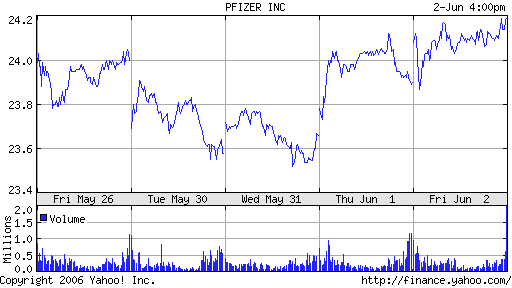 PFIZER INC 2-Jun 4:00pm
24.2
24.0
23.8
23.6
23.4
Fri May 26 Tue May 30 Wed May 31 Thu Jun 1 Fri Jun 2
2.0
Volume
1.5
1.0
0.5
0.0
Millions
Copyright 2006 Yahoo! Inc. http://finance.yahoo.com/